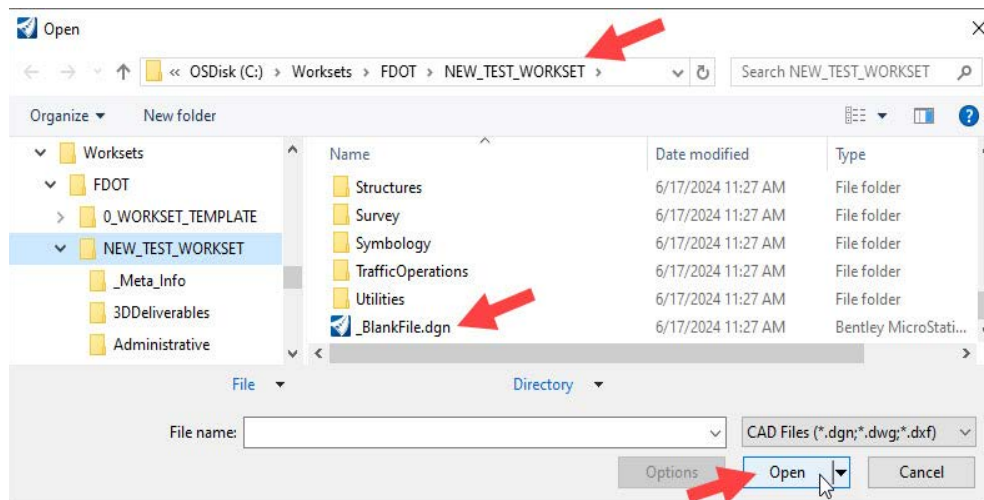 Open
« OSDisk (C:) > Worksets > FDOT > NEW_TEST_WORKSET >
Search NEW_TEST_WORKSET
Organize
New folder
Worksets
FDOT
0_WORKSET_TEMPLATE
NEW_TEST_WORKSET
_Meta_Info
3DDeliverables
Administrative
Name Date modified Type
Structures 6/17/2024 11:27 AM File folder
Survey 6/17/2024 11:27 AM File folder
Symbology 6/17/2024 11:27 AM File folder
TrafficOperations 6/17/2024 11:27 AM File folder
Utilities 6/17/2024 11:27 AM File folder
_BlankFile.dgn 6/17/2024 11:27 AM Bentley MicroStati...
File Directory
File name:
CAD Files (*.dgn;*.dwg;*.dxf)
Options Open Cancel